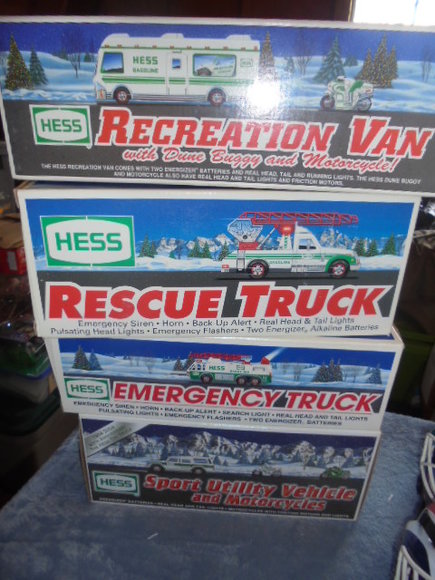 HESS
GASOLINE
HESS
RECREATION VAN
with Dune Buggy and Motorcycle!
THE HESS RECREATION VAN COMES WITH TWO ENERGIZER BATTERIES AND REAL HEAD, TAIL AND RUNNING LIGHTS. THE HESS DUNE BUGGY
AND MOTORCYCLE ALSO HAVE REAL HEAD AND TAIL LIGHTS AND FRICTION MOTORS.
HESS
RESCUE TRUCK
Emergency Siren • Horn • Back Up Alert • Real Head & Tail Lights
Pulsating Head Lights • Emergency Flashers • Two Energizer, Alkaline Batteries
HESS
HESS
EMERGENCY TRUCK
EMERGENCY SIREN • HORN • BACK-UP ALERT • SEARCH LIGHT • REAL HEAD AND TAIL LIGHTS
PULSATING LIGHTS • EMERGENCY FLASHERS • TWO ENERGIZER BATTERIES
HESS
Sport Utility Vehicle
and Motorcycles